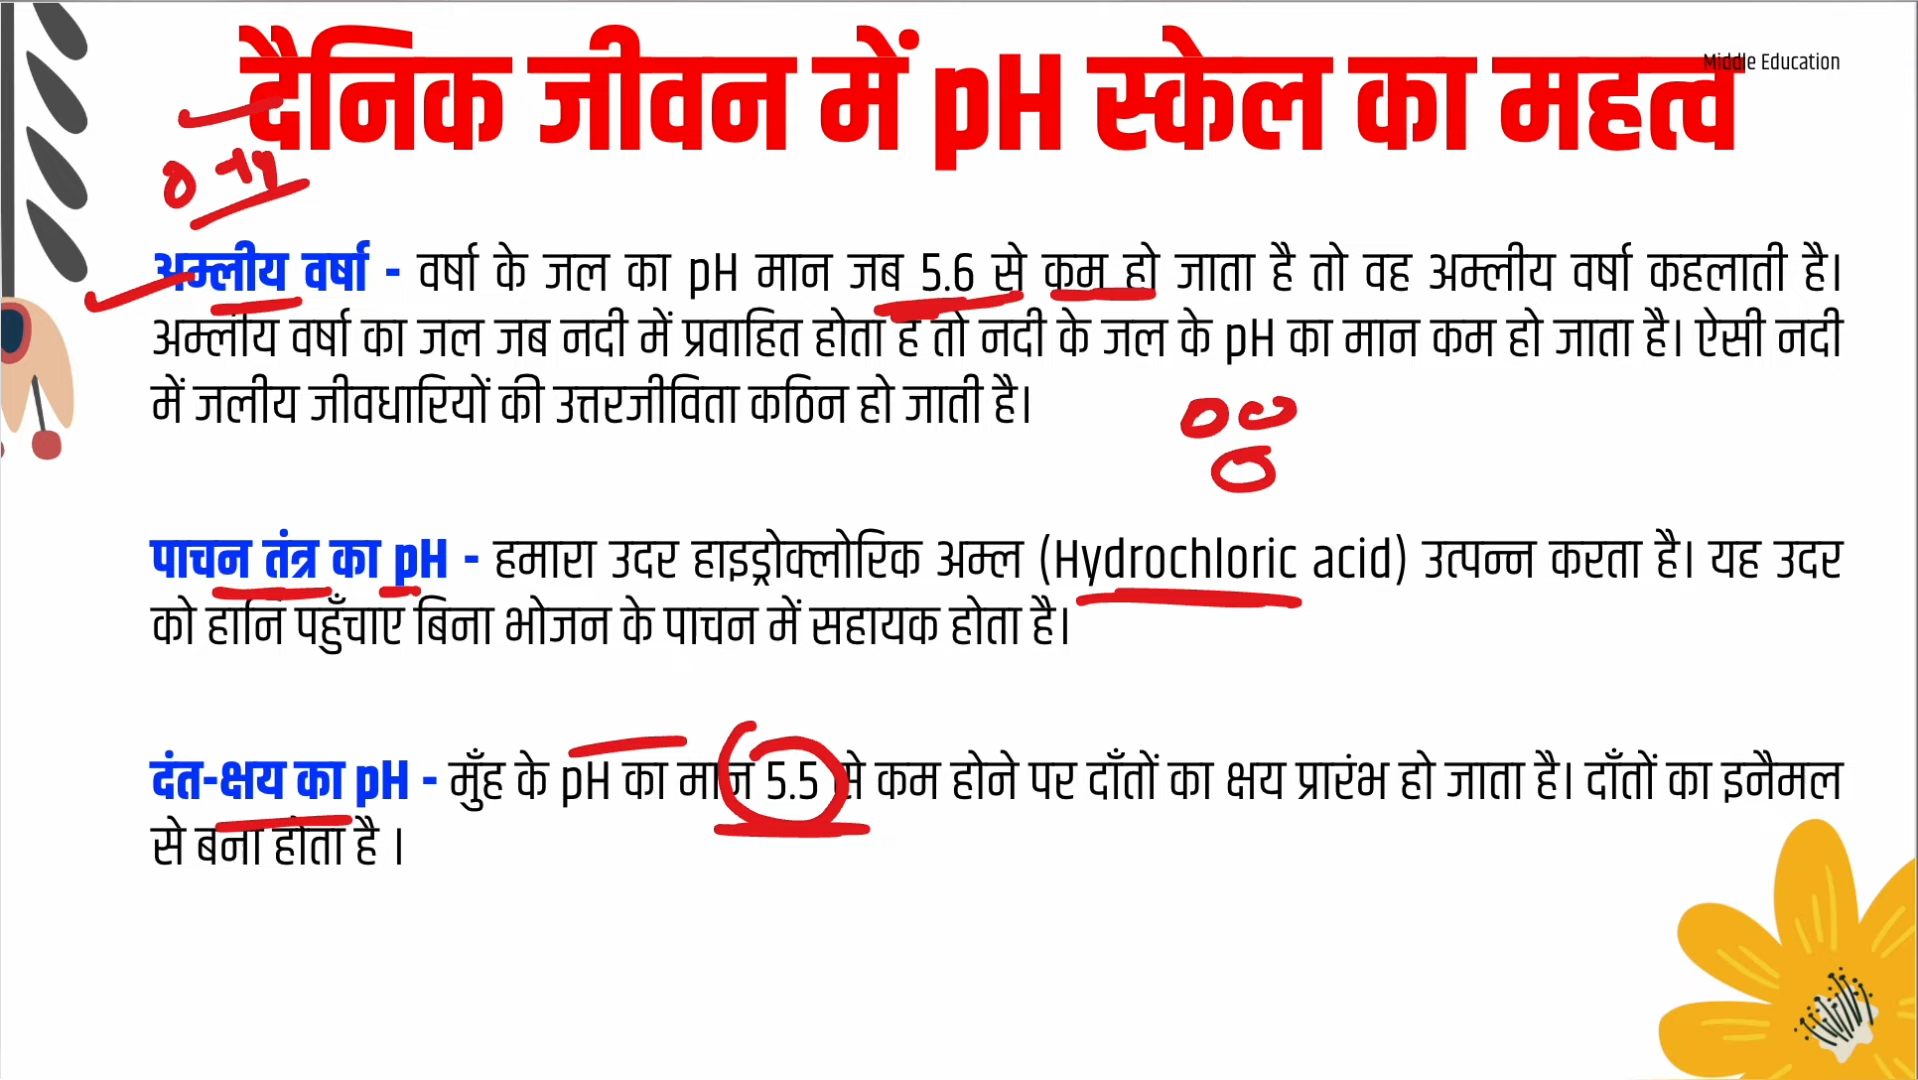 दैनिक जीवन में pH स्केल का महत्व
Middle Education
0-14
अम्लीय वर्षा - वर्षा के जल का pH मान जब 5.6 से कम हो जाता है तो वह अम्लीय वर्षा कहलाती है।
अम्लीय वर्षा का जल जब नदी में प्रवाहित होता है तो नदी के जल के pH का मान कम हो जाता है। ऐसी नदी
में जलीय जीवधारियों की उत्तरजीविता कठिन हो जाती है।
पाचन तंत्र का pH - हमारा उदर हाइड्रोक्लोरिक अम्ल (Hydrochloric acid) उत्पन्न करता है। यह उदर
को हानि पहुँचाए बिना भोजन के पाचन में सहायक होता है।
दंत-क्षय का pH - मुँह के pH का मान 5.5 से कम होने पर दाँतों का क्षय प्रारंभ हो जाता है। दाँतों का इनैमल
से बना होता है ।